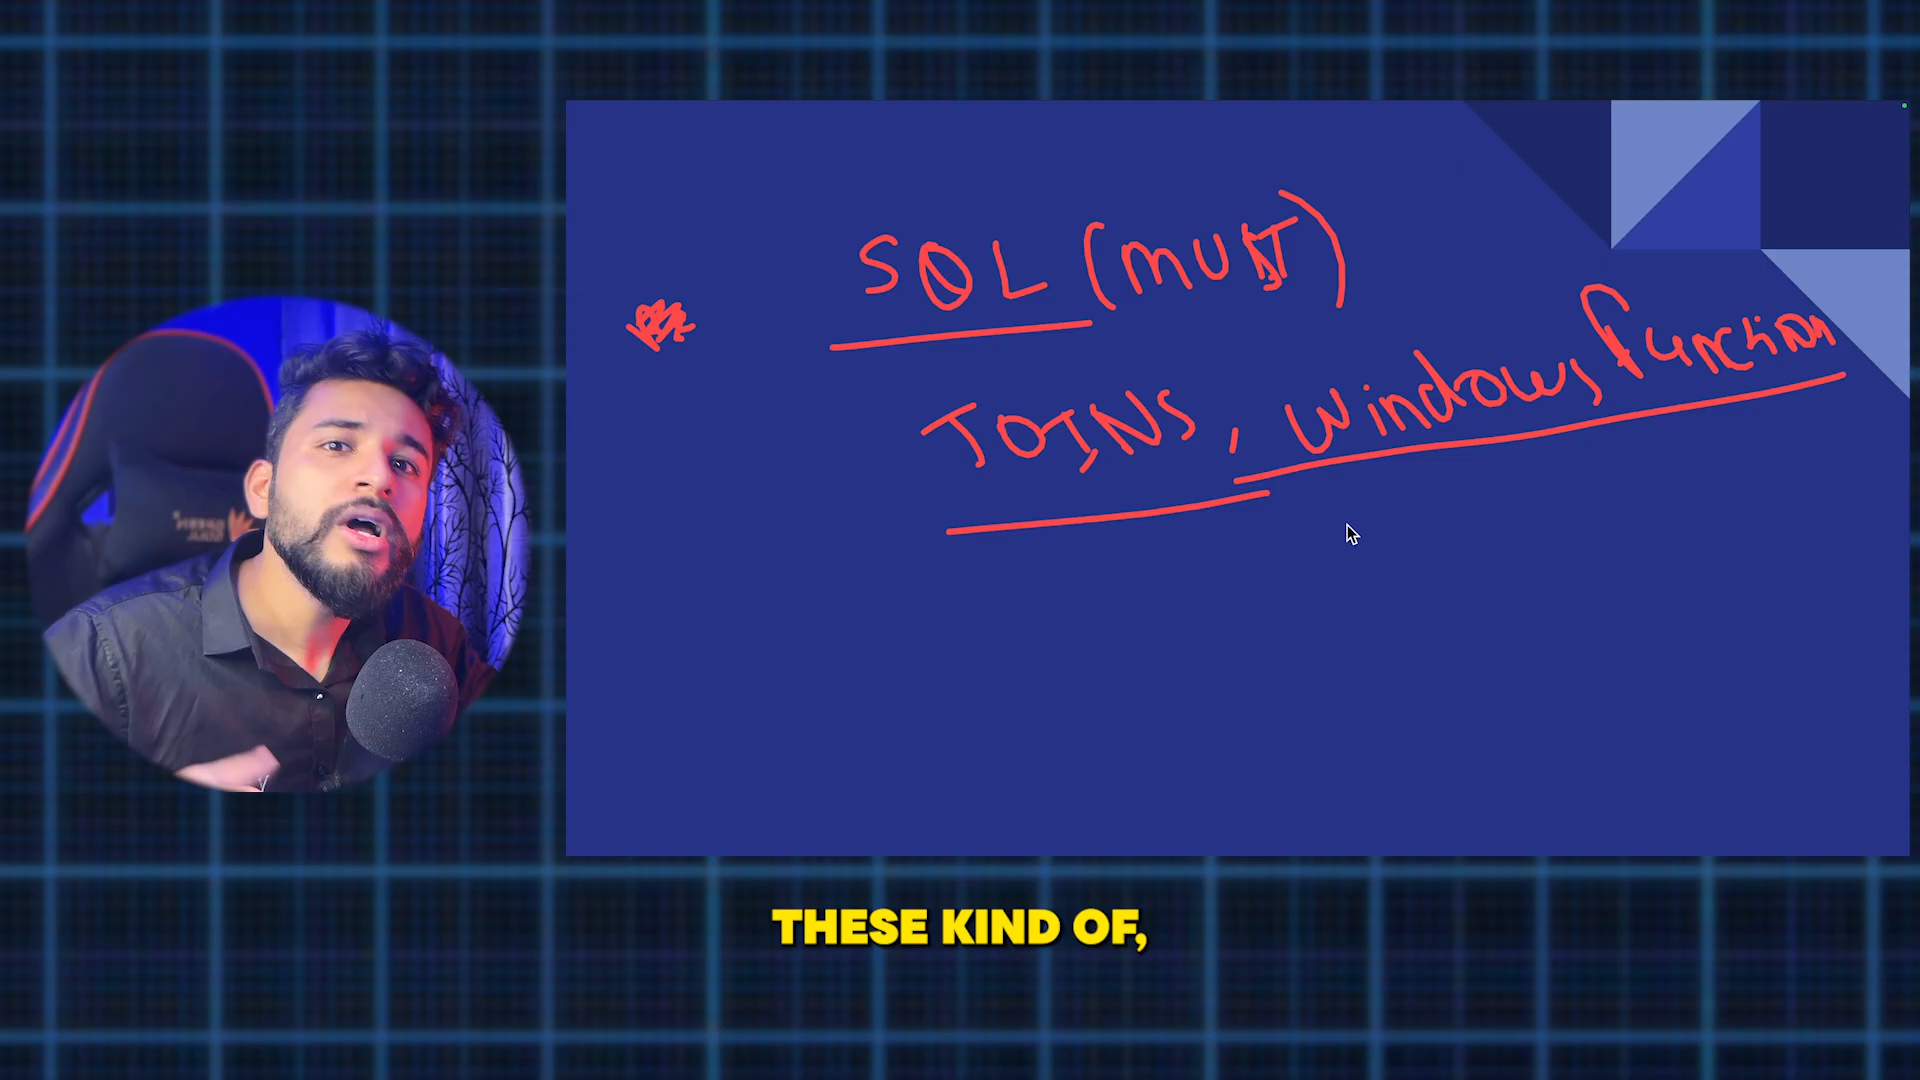 SQL (MUST)
JOINS, Windows function
THESE KIND OF,